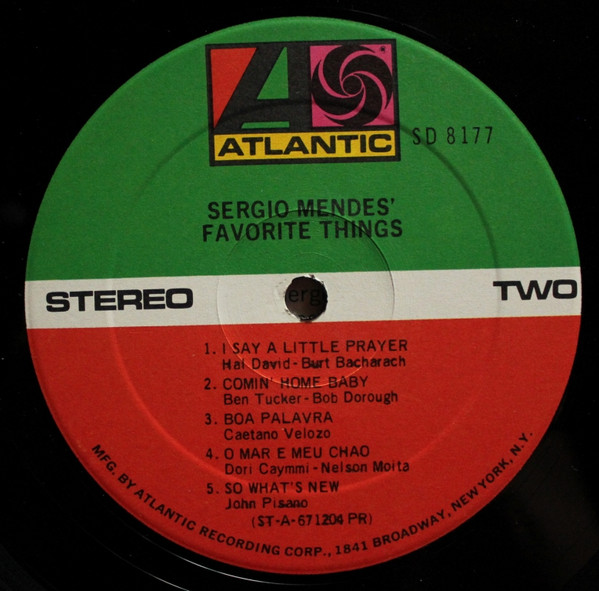 ATLANTIC
SD 8177
SERGIO MENDES'
FAVORITE THINGS
STEREO
TWO
1. I SAY A LITTLE PRAYER
Hal David - Burt Bacharach
2. COMIN' HOME BABY
Ben Tucker - Bob Dorough
3. BOA PALAVRA
Caetano Velozo
4. O MAR E MEU CHAO
Dori Caymmi - Nelson Moita
5. SO WHAT'S NEW
John Pisano
(ST-A-671204 PR)
MFG. BY ATLANTIC RECORDING CORP., 1841 BROADWAY, NEW YORK, N.Y.